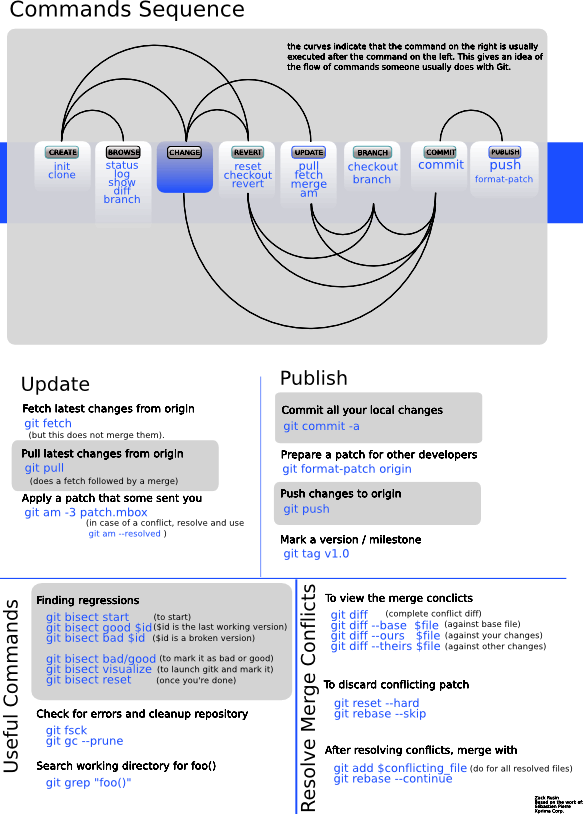 Commands Sequence
the curves indicate that the command on the right is usually
executed after the command on the left. This gives an idea of
the flow of commands someone usually does with Git.
CREATE
init
clone
BROWSE
status
log
show
diff
branch
CHANGE
REVERT
reset
checkout
revert
UPDATE
pull
fetch
merge
am
BRANCH
checkout
branch
COMMIT
commit
PUBLISH
push
format-patch
Update
Fetch latest changes from origin
git fetch
(but this does not merge them).
Pull latest changes from origin
git pull
(does a fetch followed by a merge)
Apply a patch that some sent you
git am -3 patch.mbox
(in case of a conflict, resolve and use
git am --resolved )
Publish
Commit all your local changes
git commit -a
Prepare a patch for other developers
git format-patch origin
Push changes to origin
git push
Mark a version / milestone
git tag v1.0
Useful Commands
Finding regressions
git bisect start (to start)
git bisect good $id ($id is the last working version)
git bisect bad $id ($id is a broken version)
git bisect bad/good (to mark it as bad or good)
git bisect visualize (to launch gitk and mark it)
git bisect reset (once you're done)
Check for errors and cleanup repository
git fsck
git gc --prune
Search working directory for foo()
git grep "foo()"
Resolve Merge Conflicts
To view the merge conclicts
git diff (complete conflict diff)
git diff --base $file (against base file)
git diff --ours $file (against your changes)
git diff --theirs $file (against other changes)
To discard conflicting patch
git reset --hard
git rebase --skip
After resolving conflicts, merge with
git add $conflicting_file (do for all resolved files)
git rebase --continue
Zack Rusin
Based on the work of
Sébastien Pierre
Xprima Corp.